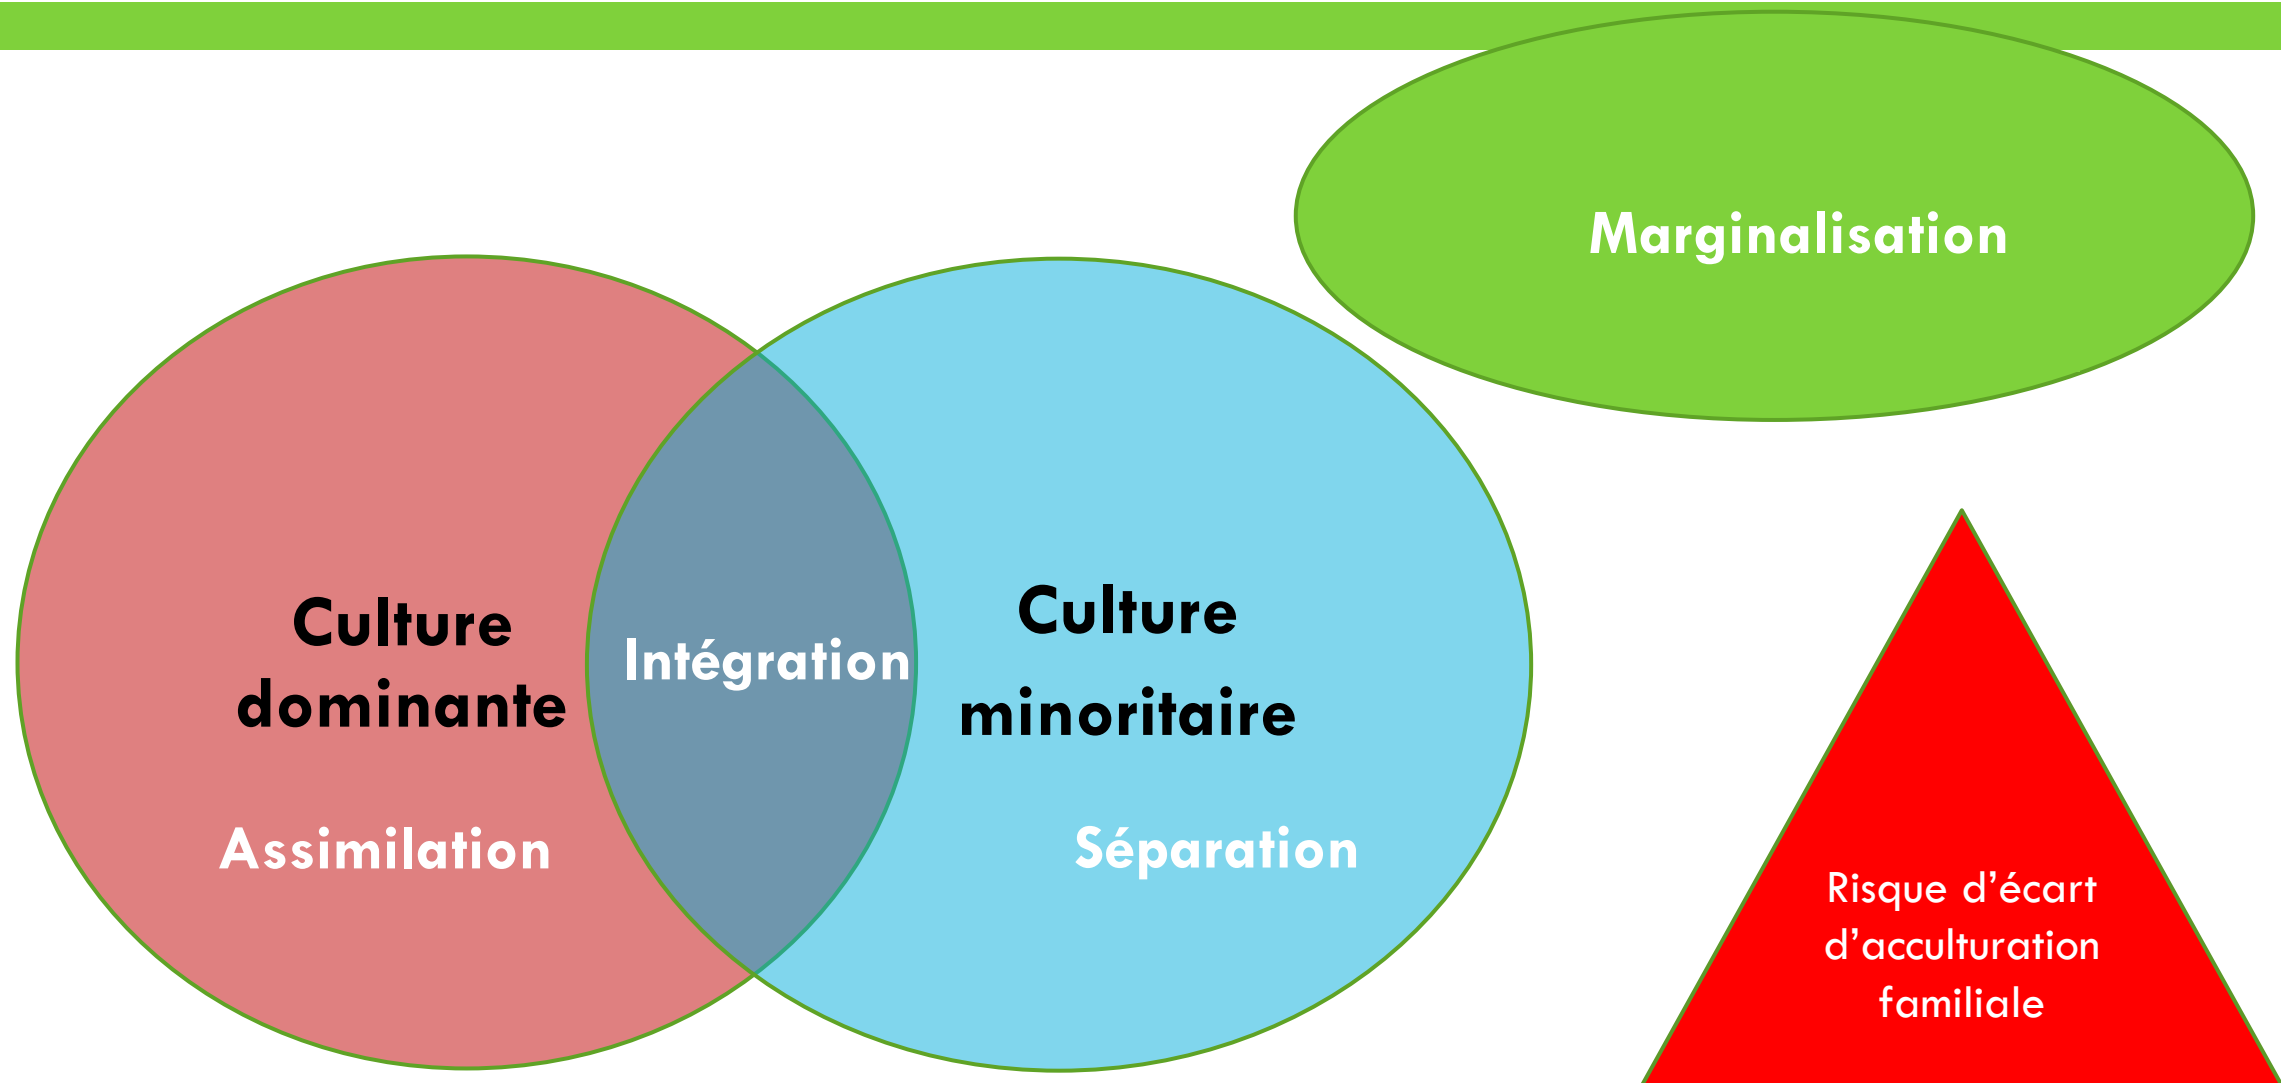 Marginalisation
Culture
dominante
Assimilation
Intégration
Culture
minoritaire
Séparation
Risque d’écart
d’acculturation
familiale